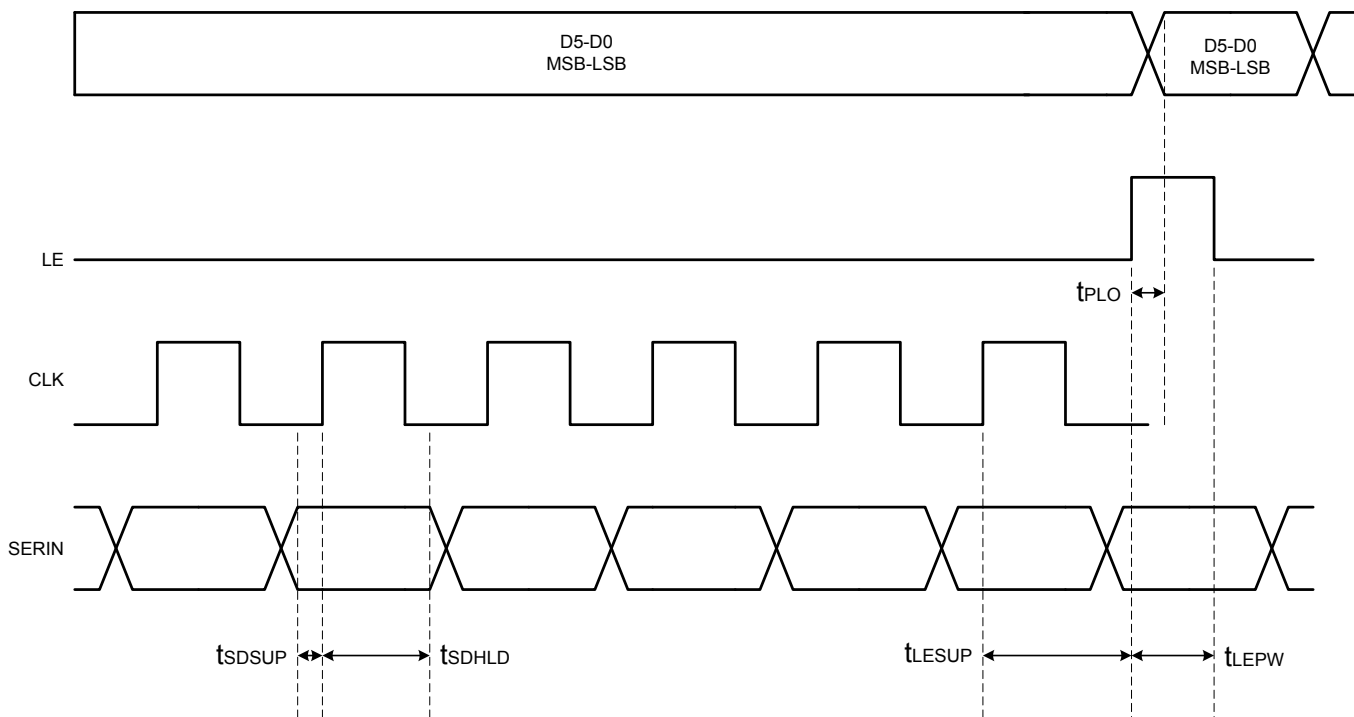 D5-D0
MSB-LSB
D5-D0
MSB-LSB
LE
tPLO
CLK
SERIN
tSDSUP
tSDHLD
tLESUP
tLEPW